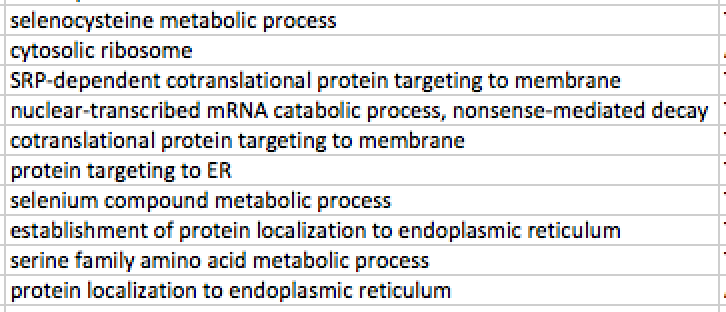 selenocysteine metabolic process
cytosolic ribosome
SRP-dependent cotranslational protein targeting to membrane
nuclear-transcribed mRNA catabolic process, nonsense-mediated decay
cotranslational protein targeting to membrane
protein targeting to ER
selenium compound metabolic process
establishment of protein localization to endoplasmic reticulum
serine family amino acid metabolic process
protein localization to endoplasmic reticulum